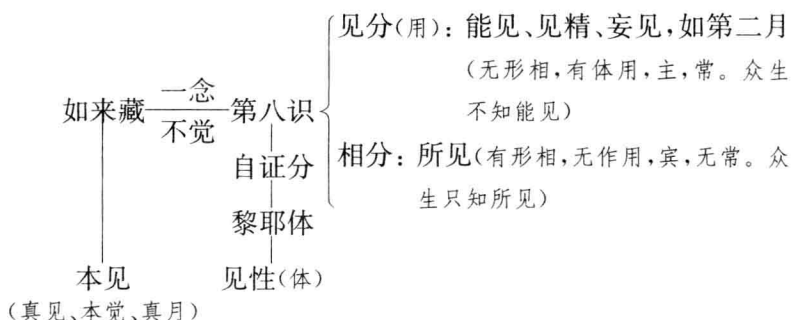 见分(用)：能见、见精、妄见，如第二月
(无形相，有体用，主，常。众生
不知能见)
如来藏 一念 不觉 第八识
自证分
相分：所见(有形相，无作用，宾，无常。众
生只知所见)
黎耶体
本见
见性(体)
(真见、本觉、真月)